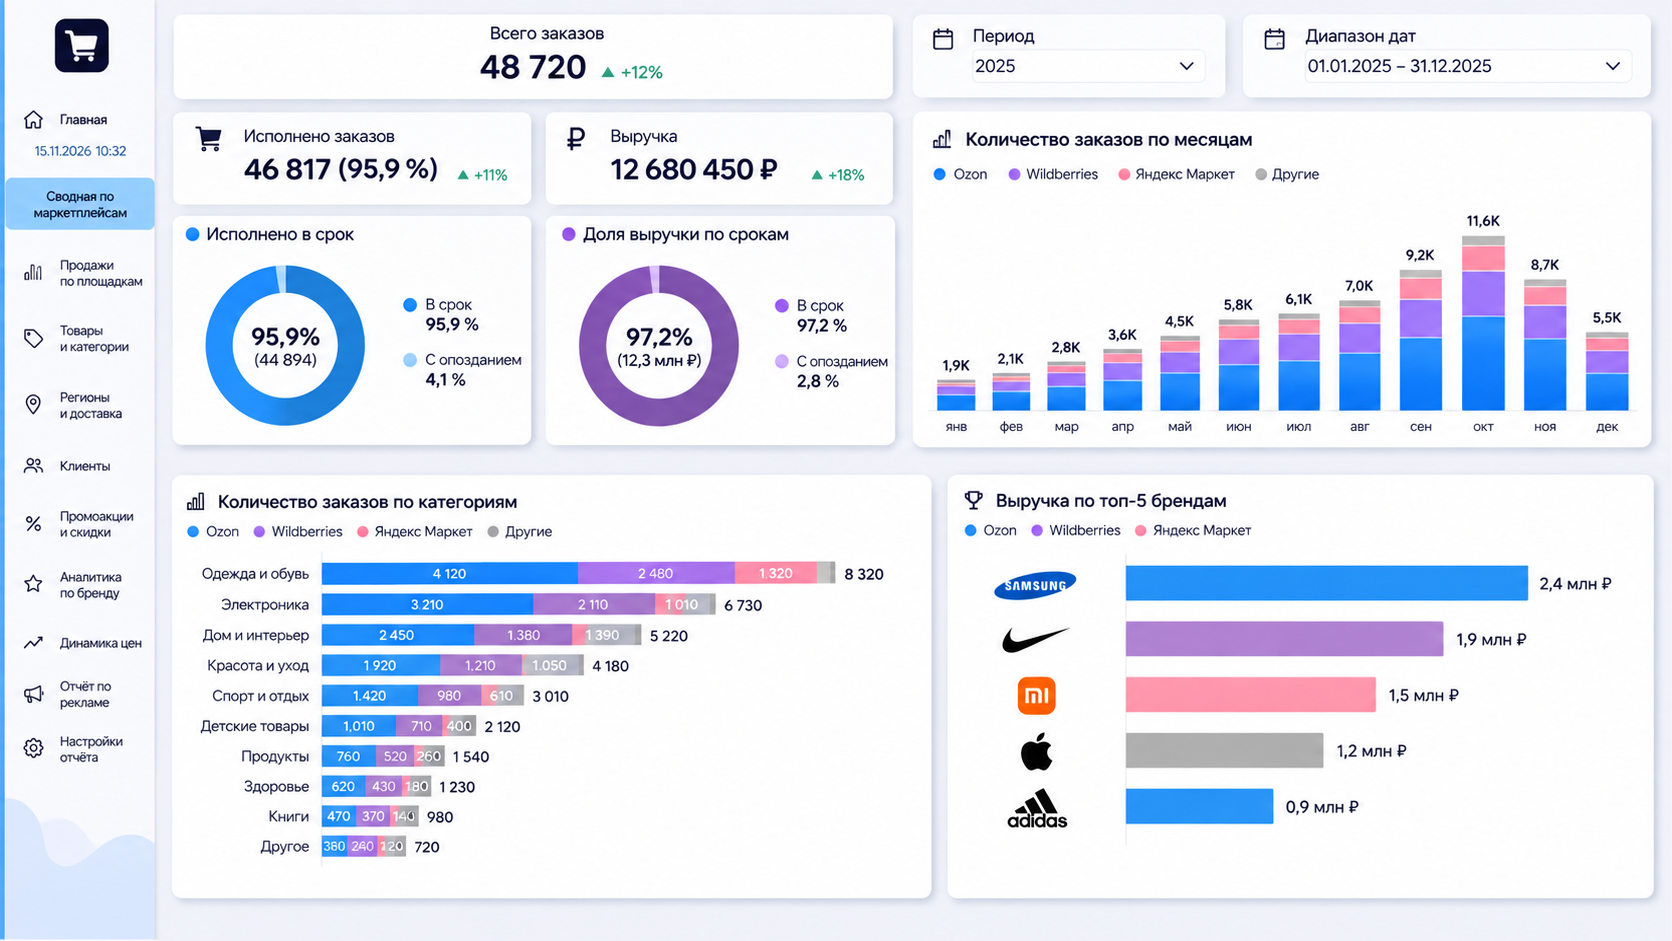 Всего заказов
48 720 ▲ +12%
Период
2025
Диапазон дат
01.01.2025 – 31.12.2025
Главная
15.11.2026 10:32
Сводная по
маркетплейсам
Продажи
по площадкам
Товары
и категории
Регионы
и доставка
Клиенты
Промоакции
и скидки
Аналитика
по бренду
Динамика цен
Отчёт по
рекламе
Настройки
отчёта
Исполнено заказов
46 817 (95,9 %) ▲ +11%
Выручка
12 680 450 ₽ ▲ +18%
Исполнено в срок
95,9%
(44 894)
В срок
95,9 %
С опозданием
4,1 %
Доля выручки по срокам
97,2%
(12,3 млн ₽)
В срок
97,2 %
С опозданием
2,8 %
Количество заказов по месяцам
Ozon Wildberries Яндекс Маркет Другие
1,9K 2,1K 2,8K 3,6K 4,5K 5,8K 6,1K 7,0K 9,2K 11,6K 8,7K 5,5K
янв фев мар апр май июн июл авг сен окт ноя дек
Количество заказов по категориям
Ozon Wildberries Яндекс Маркет Другие
Одежда и обувь 4 120 2 480 1.320 8 320
Электроника 3.210 2 110 1 010 6 730
Дом и интерьер 2 450 1.380 1 390 5 220
Красота и уход 1 920 1.210 1.050 4 180
Спорт и отдых 1.420 980 610 3 010
Детские товары 1,010 710 400 2 120
Продукты 760 520 260 1 540
Здоровье 620 430 180 1 230
Книги 470 370 140 980
Другое 380 240 120 720
Выручка по топ-5 брендам
Ozon Wildberries Яндекс Маркет
SAMSUNG 2,4 млн ₽
1,9 млн ₽
mi 1,5 млн ₽
1,2 млн ₽
adidas 0,9 млн ₽